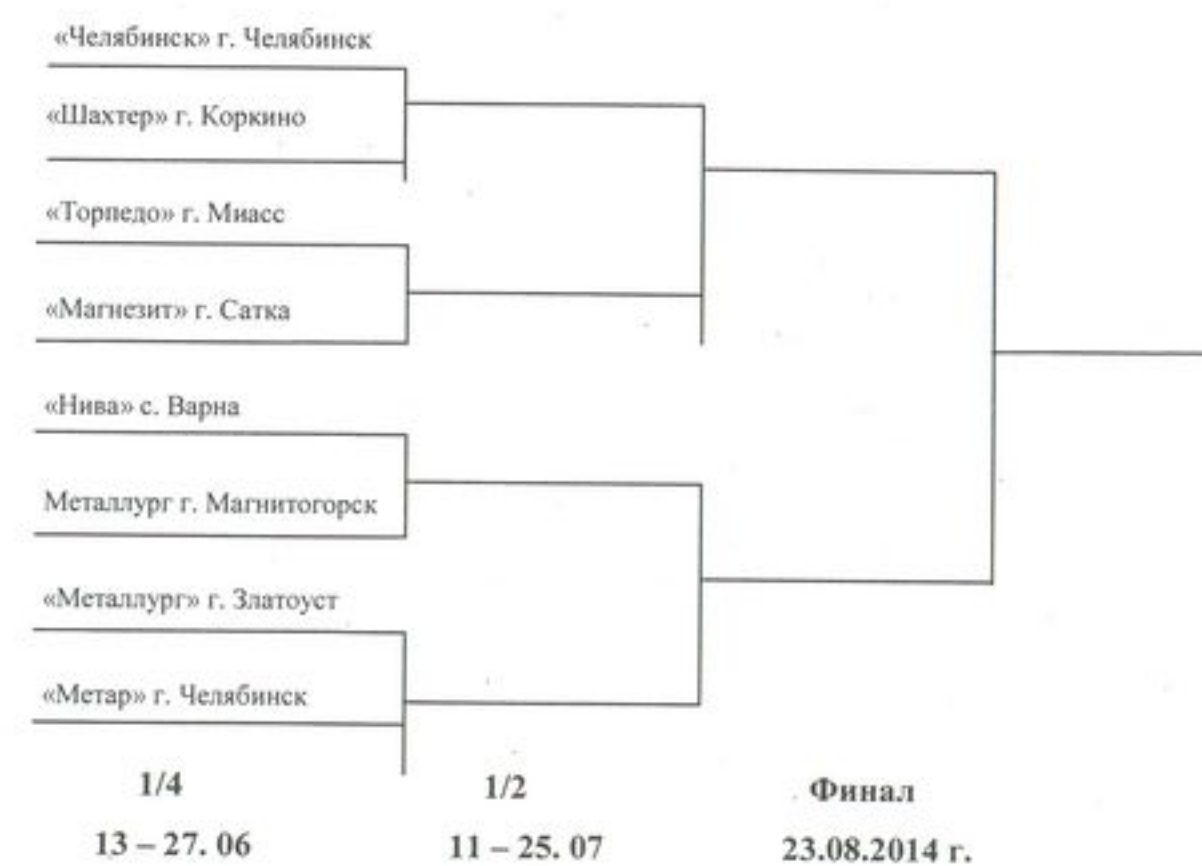 «Челябинск» г. Челябинск
«Шахтер» г. Коркино
«Торпедо» г. Миасс
«Магнезит» г. Сатка
«Нива» с. Варна
Металлург г. Магнитогорск
«Металлург» г. Златоуст
«Метар» г. Челябинск
1/4 1/2 Финал
13 – 27. 06 11 – 25. 07 23.08.2014 г.